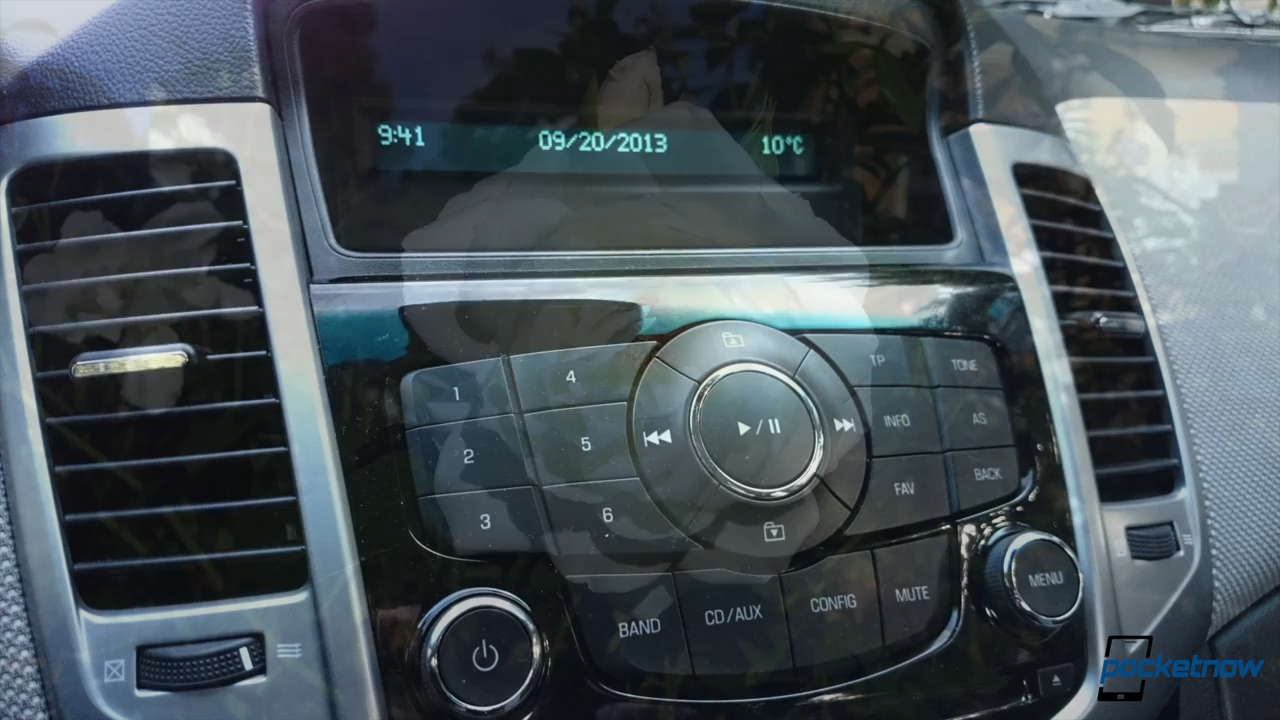 9:41 09/20/2013 10°C
1 4 TP TONE
2 5 INFO AS
3 6 FAV BACK
BAND CD/AUX CONFIG MUTE MENU
pocketnow